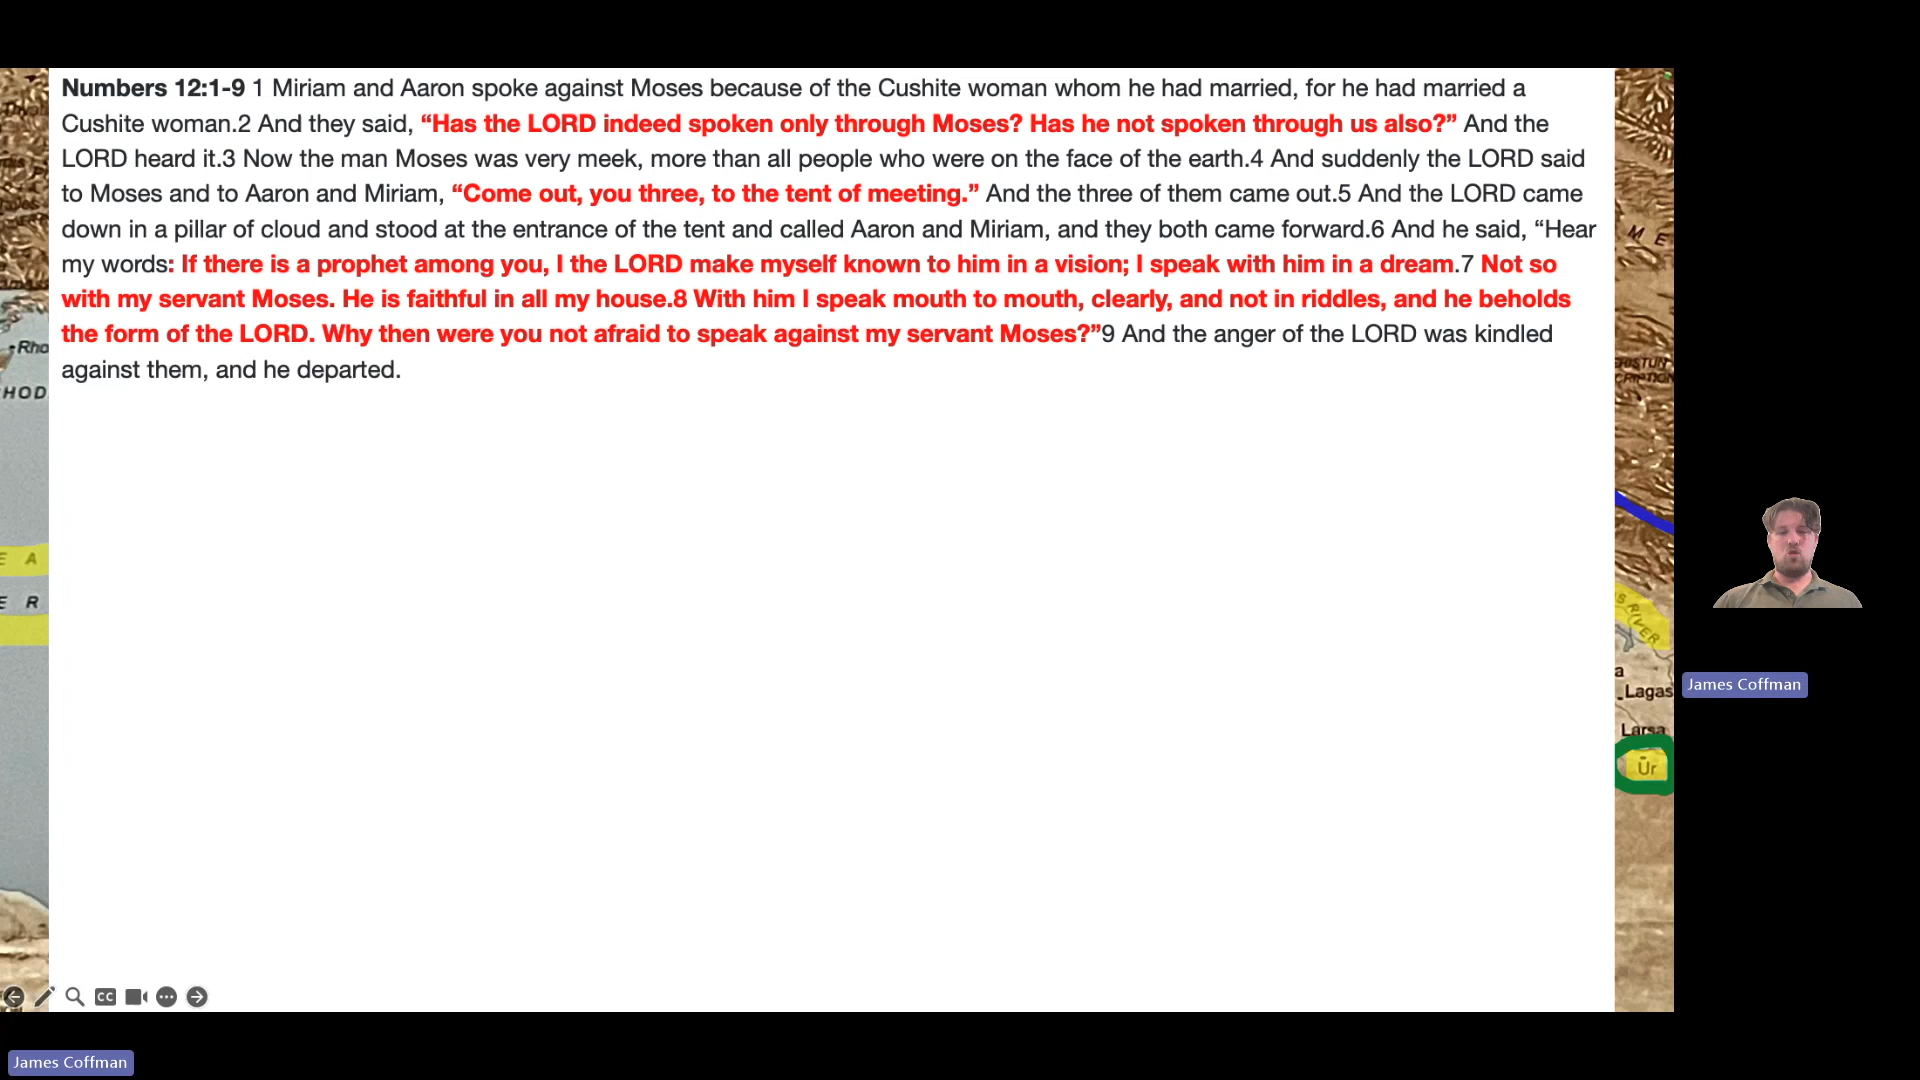 Numbers 12:1-9 1 Miriam and Aaron spoke against Moses because of the Cushite woman whom he had married, for he had married a
Cushite woman.2 And they said, “Has the LORD indeed spoken only through Moses? Has he not spoken through us also?” And the
LORD heard it.3 Now the man Moses was very meek, more than all people who were on the face of the earth.4 And suddenly the LORD said
to Moses and to Aaron and Miriam, “Come out, you three, to the tent of meeting.” And the three of them came out.5 And the LORD came
down in a pillar of cloud and stood at the entrance of the tent and called Aaron and Miriam, and they both came forward.6 And he said, “Hear
my words: If there is a prophet among you, I the LORD make myself known to him in a vision; I speak with him in a dream.7 Not so
with my servant Moses. He is faithful in all my house.8 With him I speak mouth to mouth, clearly, and not in riddles, and he beholds
the form of the LORD. Why then were you not afraid to speak against my servant Moses?”9 And the anger of the LORD was kindled
against them, and he departed.
Rho
HOD
E A
E R
M E
S RIVER
Lagas
Larsa
Ur
CC
James Coffman
James Coffman